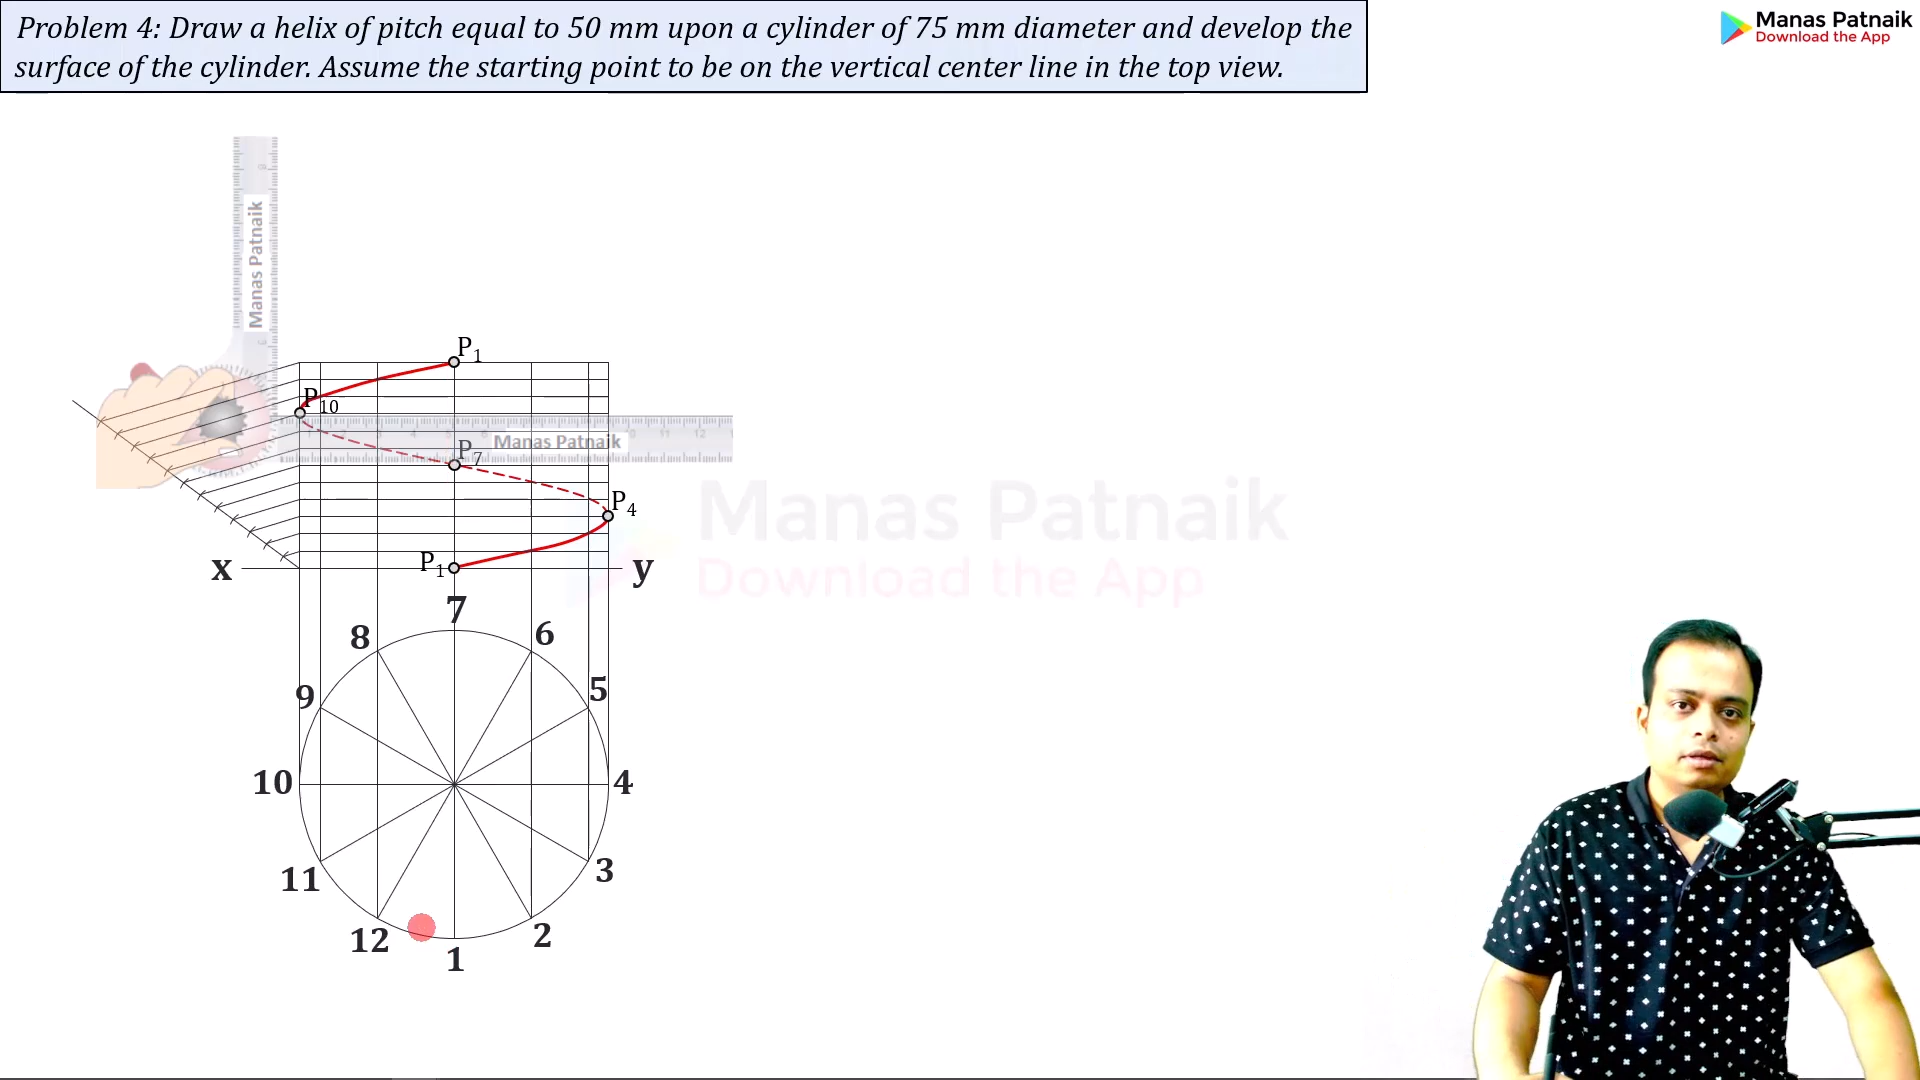 Problem 4: Draw a helix of pitch equal to 50 mm upon a cylinder of 75 mm diameter and develop the
surface of the cylinder. Assume the starting point to be on the vertical center line in the top view.
Manas Patnaik
Download the App
Manas Patnaik
P1
P10
Manas Patnaik
P7
P4
Manas Patnaik
Download the App
P1
x
y
7
8
6
9
5
10
4
11
3
12
2
1